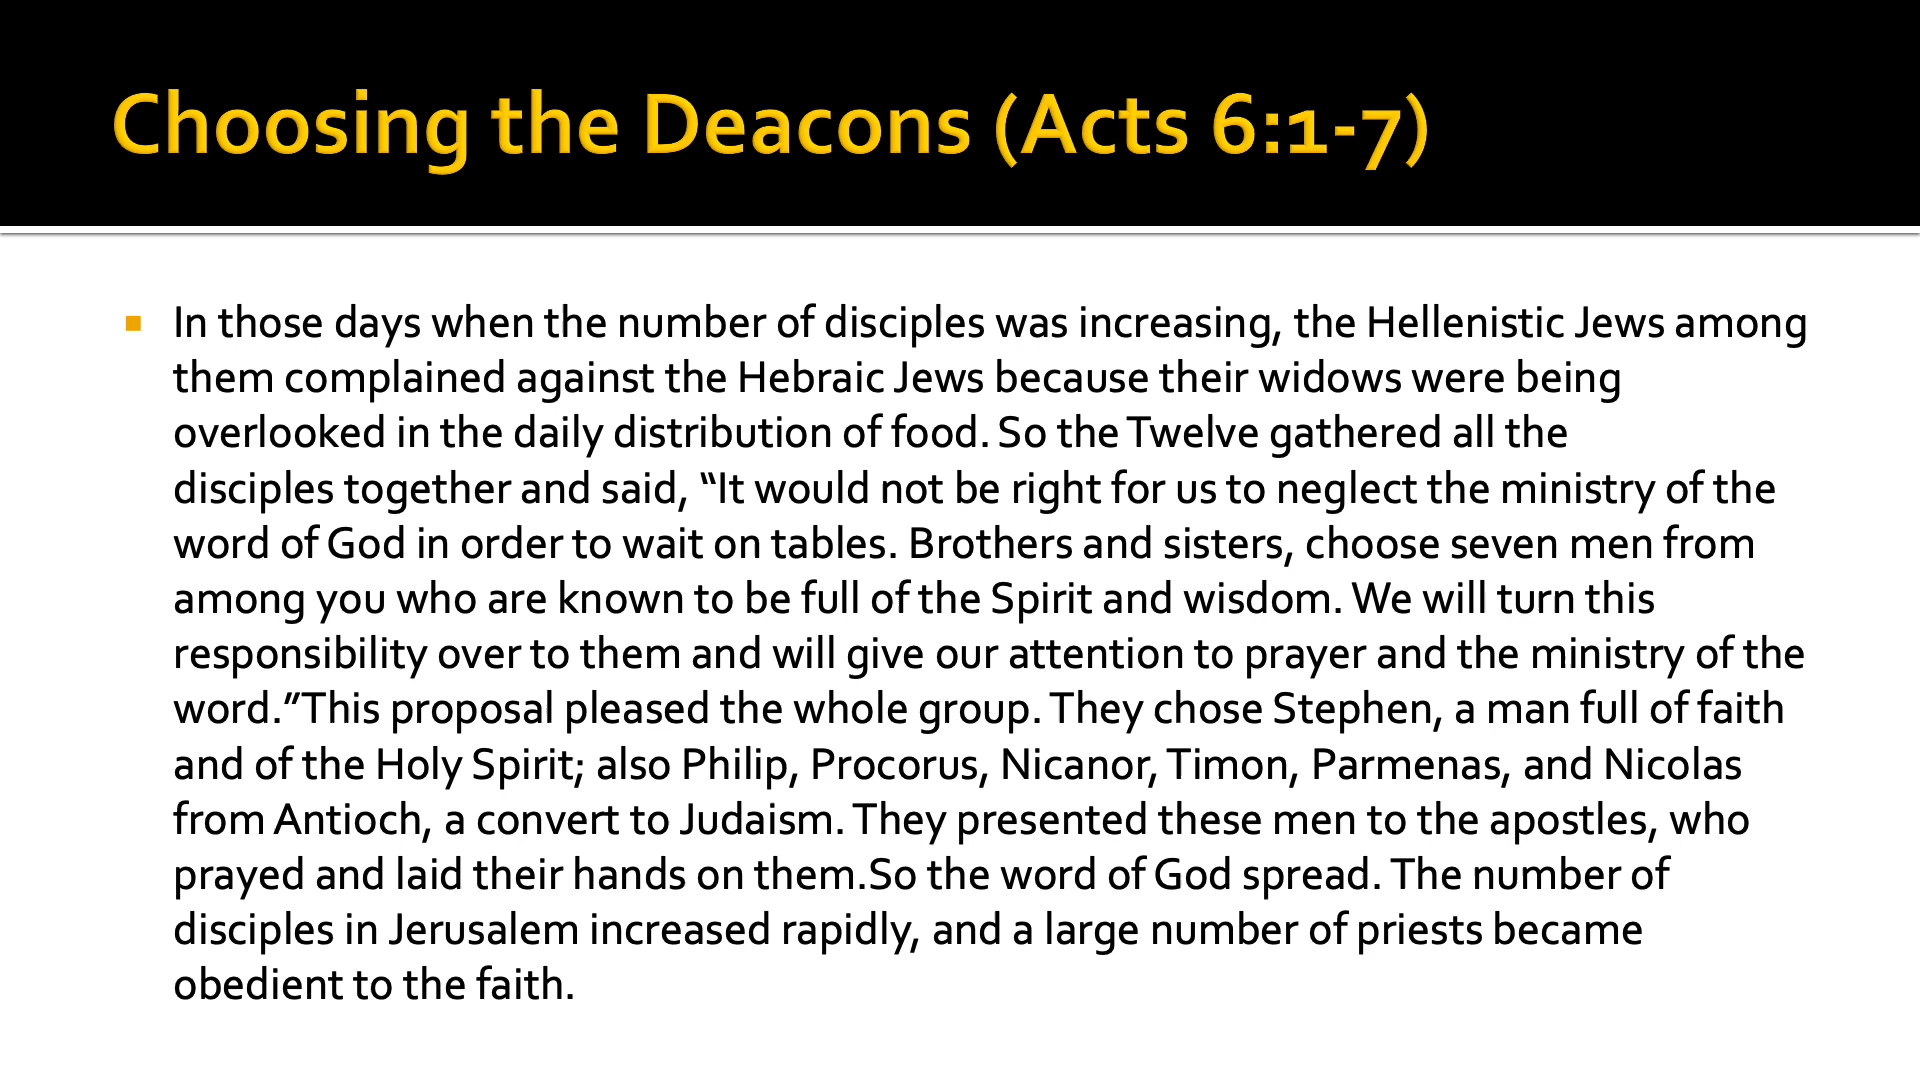 Choosing the Deacons (Acts 6:1-7)
In those days when the number of disciples was increasing, the Hellenistic Jews among
them complained against the Hebraic Jews because their widows were being
overlooked in the daily distribution of food. So the Twelve gathered all the
disciples together and said, “It would not be right for us to neglect the ministry of the
word of God in order to wait on tables. Brothers and sisters, choose seven men from
among you who are known to be full of the Spirit and wisdom. We will turn this
responsibility over to them and will give our attention to prayer and the ministry of the
word.”This proposal pleased the whole group. They chose Stephen, a man full of faith
and of the Holy Spirit; also Philip, Procorus, Nicanor, Timon, Parmenas, and Nicolas
from Antioch, a convert to Judaism. They presented these men to the apostles, who
prayed and laid their hands on them.So the word of God spread. The number of
disciples in Jerusalem increased rapidly, and a large number of priests became
obedient to the faith.